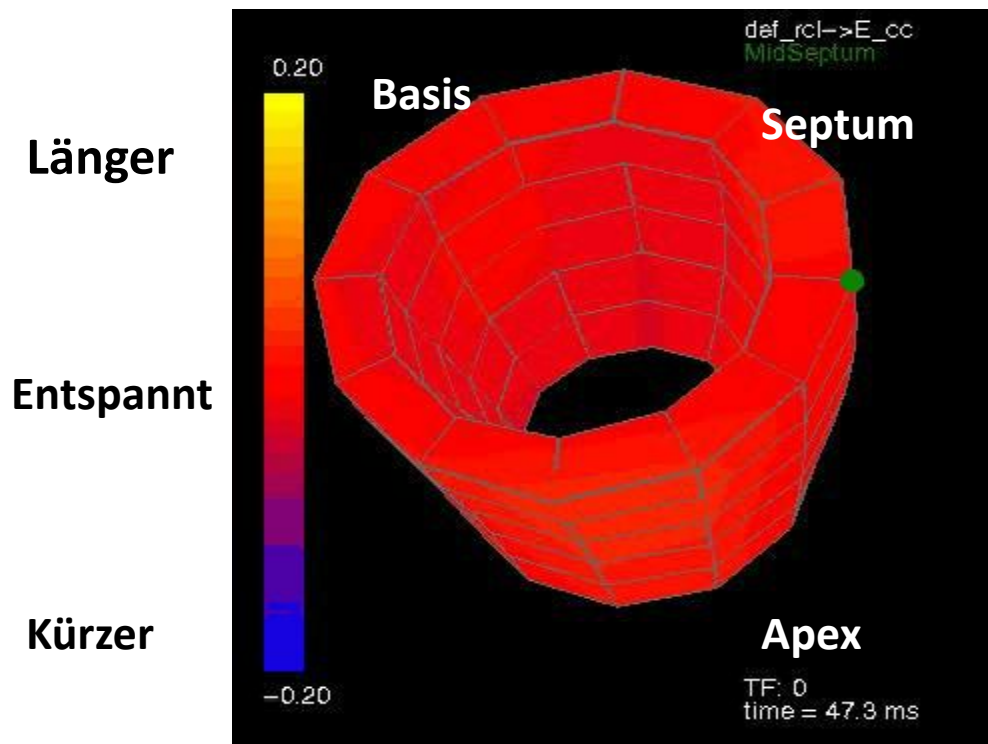 def_rcl->E_cc
MidSeptum
0.20
Basis
Septum
Länger
Entspannt
Kürzer
Apex
-0.20
TF: 0
time = 47.3 ms